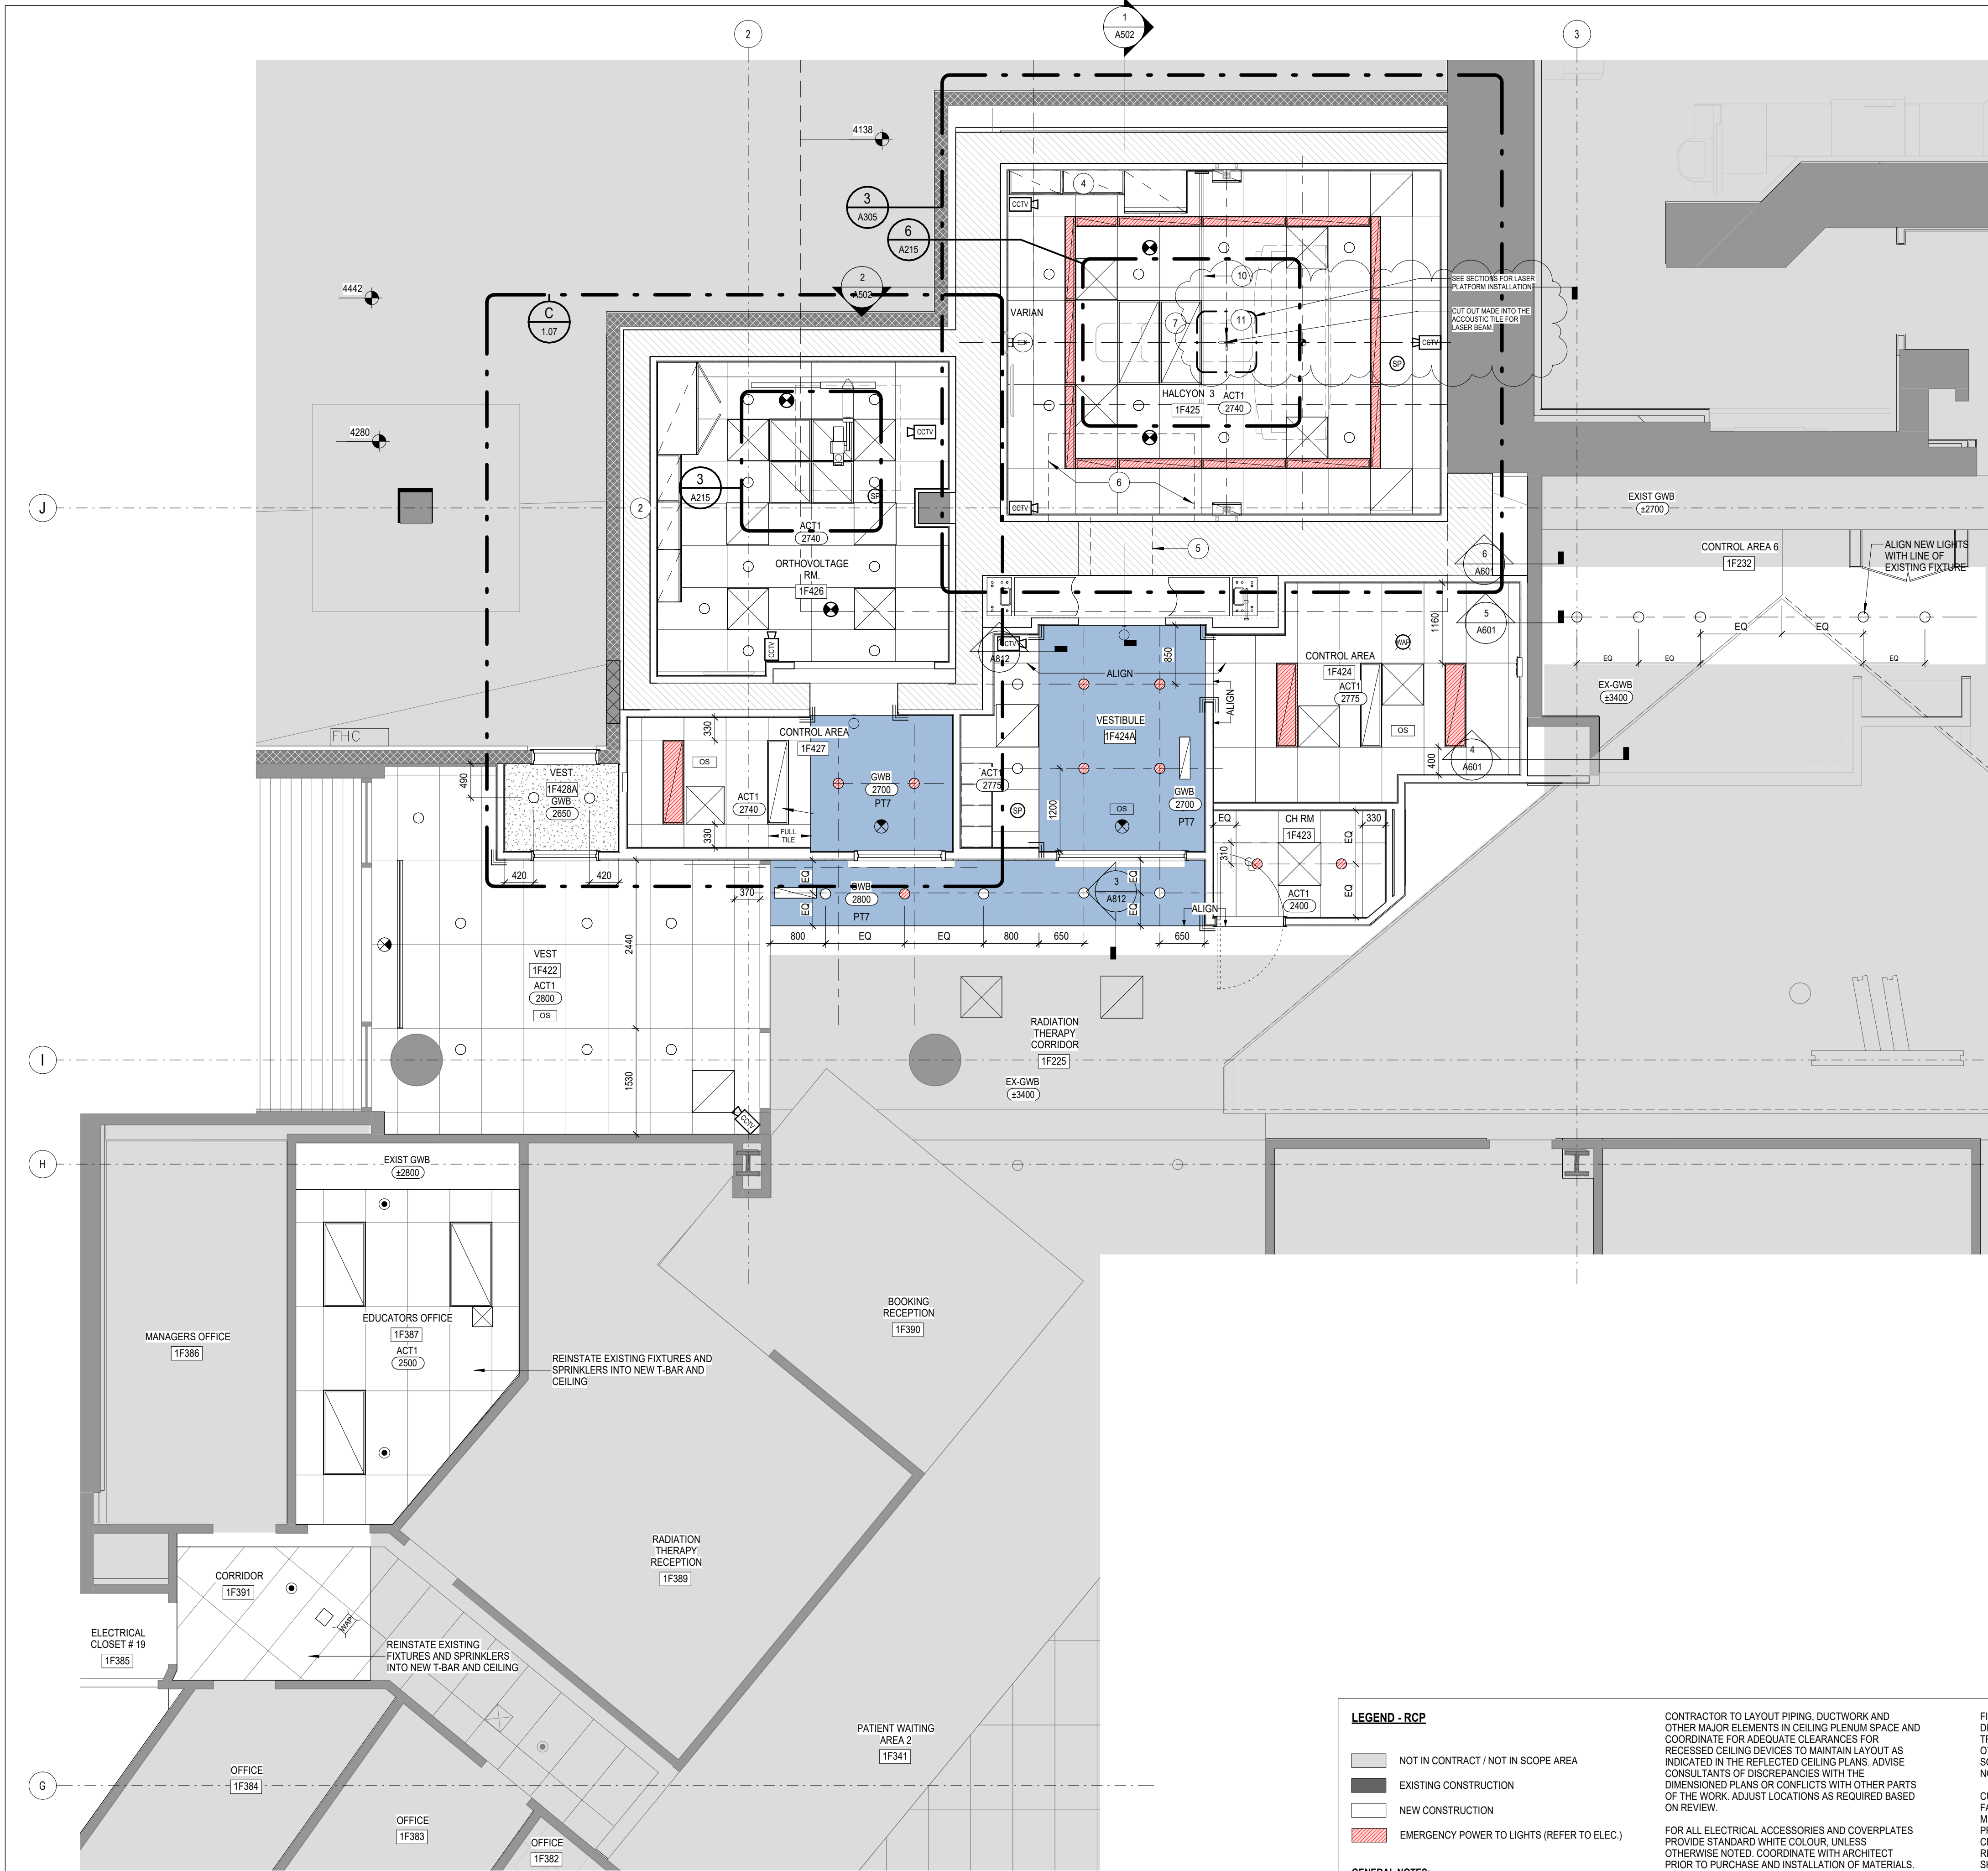 1
A502
2
3
4138
3
A305
6
A215
4442
2
A502
C
1.07
4280
CCTV
4
10
SEE SECTIONS FOR LASER
PLATFORM INSTALLATION
CUT OUT MADE INTO THE
ACCOUSTIC TILE FOR
LASER BEAM.
VARIAN
7
11
CCTV
SP
HALCYON 3
1F425
ACT1
2740
CCTV
3
A215
SP
6
CCTV
J
2
ACT1
2740
ORTHOVOLTAGE
RM.
1F426
5
CCTV
EXIST GWB
±2700
CONTROL AREA 6
1F232
ALIGN NEW LIGHTS
WITH LINE OF
EXISTING FIXTURE
6
A601
5
A601
EQ
EQ
EQ
EQ
EQ
EX-GWB
±3400
CCTV
A812
850
ALIGN
ALIGN
1160
WAP
CONTROL AREA
1F424
ACT1
2775
OS
4
A601
400
VESTIBULE
1F424A
GWB
2700
PT7
OS
1200
ACT1
2775
SP
FHC
330
CONTROL AREA
1F427
OS
ACT1
2740
330
FULL
TILE
GWB
2700
PT7
490
VEST.
1F428A
GWB
2650
420
420
EQ
310
CH RM
1F423
330
EQ
EQ
ACT1
2400
ALIGN
370
EQ
EQ
GWB
2800
PT7
3
A812
EQ
EQ
800
EQ
EQ
800
650
650
2440
VEST
1F422
ACT1
2800
OS
1530
CCTV
RADIATION
THERAPY
CORRIDOR
1F225
EX-GWB
±3400
I
H
EXIST GWB
±2800
EDUCATORS OFFICE
1F387
ACT1
2500
MANAGERS OFFICE
1F386
REINSTATE EXISTING FIXTURES AND
SPRINKLERS INTO NEW T-BAR AND
CEILING
BOOKING
RECEPTION
1F390
RADIATION
THERAPY
RECEPTION
1F389
CORRIDOR
1F391
WAP
ELECTRICAL
CLOSET # 19
1F385
REINSTATE EXISTING
FIXTURES AND SPRINKLERS
INTO NEW T-BAR AND CEILING
PATIENT WAITING
AREA 2
1F341
G
OFFICE
1F384
OFFICE
1F383
OFFICE
1F382
LEGEND - RCP
NOT IN CONTRACT / NOT IN SCOPE AREA
EXISTING CONSTRUCTION
NEW CONSTRUCTION
EMERGENCY POWER TO LIGHTS (REFER TO ELEC.)
GENERAL NOTES:
CONTRACTOR TO LAYOUT PIPING, DUCTWORK AND
OTHER MAJOR ELEMENTS IN CEILING PLENUM SPACE AND
COORDINATE FOR ADEQUATE CLEARANCES FOR
RECESSED CEILING DEVICES TO MAINTAIN LAYOUT AS
INDICATED IN THE REFLECTED CEILING PLANS. ADVISE
CONSULTANTS OF DISCREPANCIES WITH THE
DIMENSIONED PLANS OR CONFLICTS WITH OTHER PARTS
OF THE WORK. ADJUST LOCATIONS AS REQUIRED BASED
ON REVIEW.
FOR ALL ELECTRICAL ACCESSORIES AND COVERPLATES
PROVIDE STANDARD WHITE COLOUR, UNLESS
OTHERWISE NOTED. COORDINATE WITH ARCHITECT
PRIOR TO PURCHASE AND INSTALLATION OF MATERIALS.